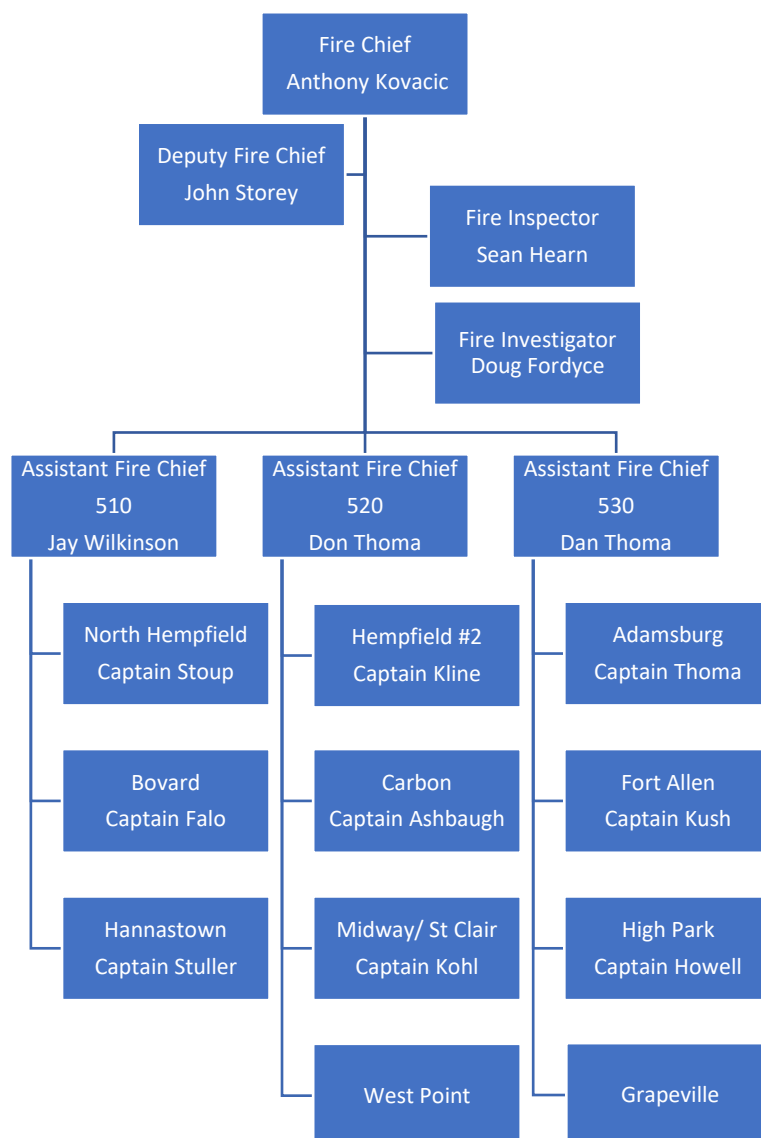 Fire Chief
Anthony Kovacic
Deputy Fire Chief
John Storey
Fire Inspector
Sean Hearn
Fire Investigator
Doug Fordyce
Assistant Fire Chief
510
Jay Wilkinson
Assistant Fire Chief
520
Don Thoma
Assistant Fire Chief
530
Dan Thoma
North Hempfield
Captain Stoup
Hempfield #2
Captain Kline
Adamsburg
Captain Thoma
Bovard
Captain Falo
Carbon
Captain Ashbaugh
Fort Allen
Captain Kush
Hannastown
Captain Stuller
Midway/ St Clair
Captain Kohl
High Park
Captain Howell
West Point
Grapeville